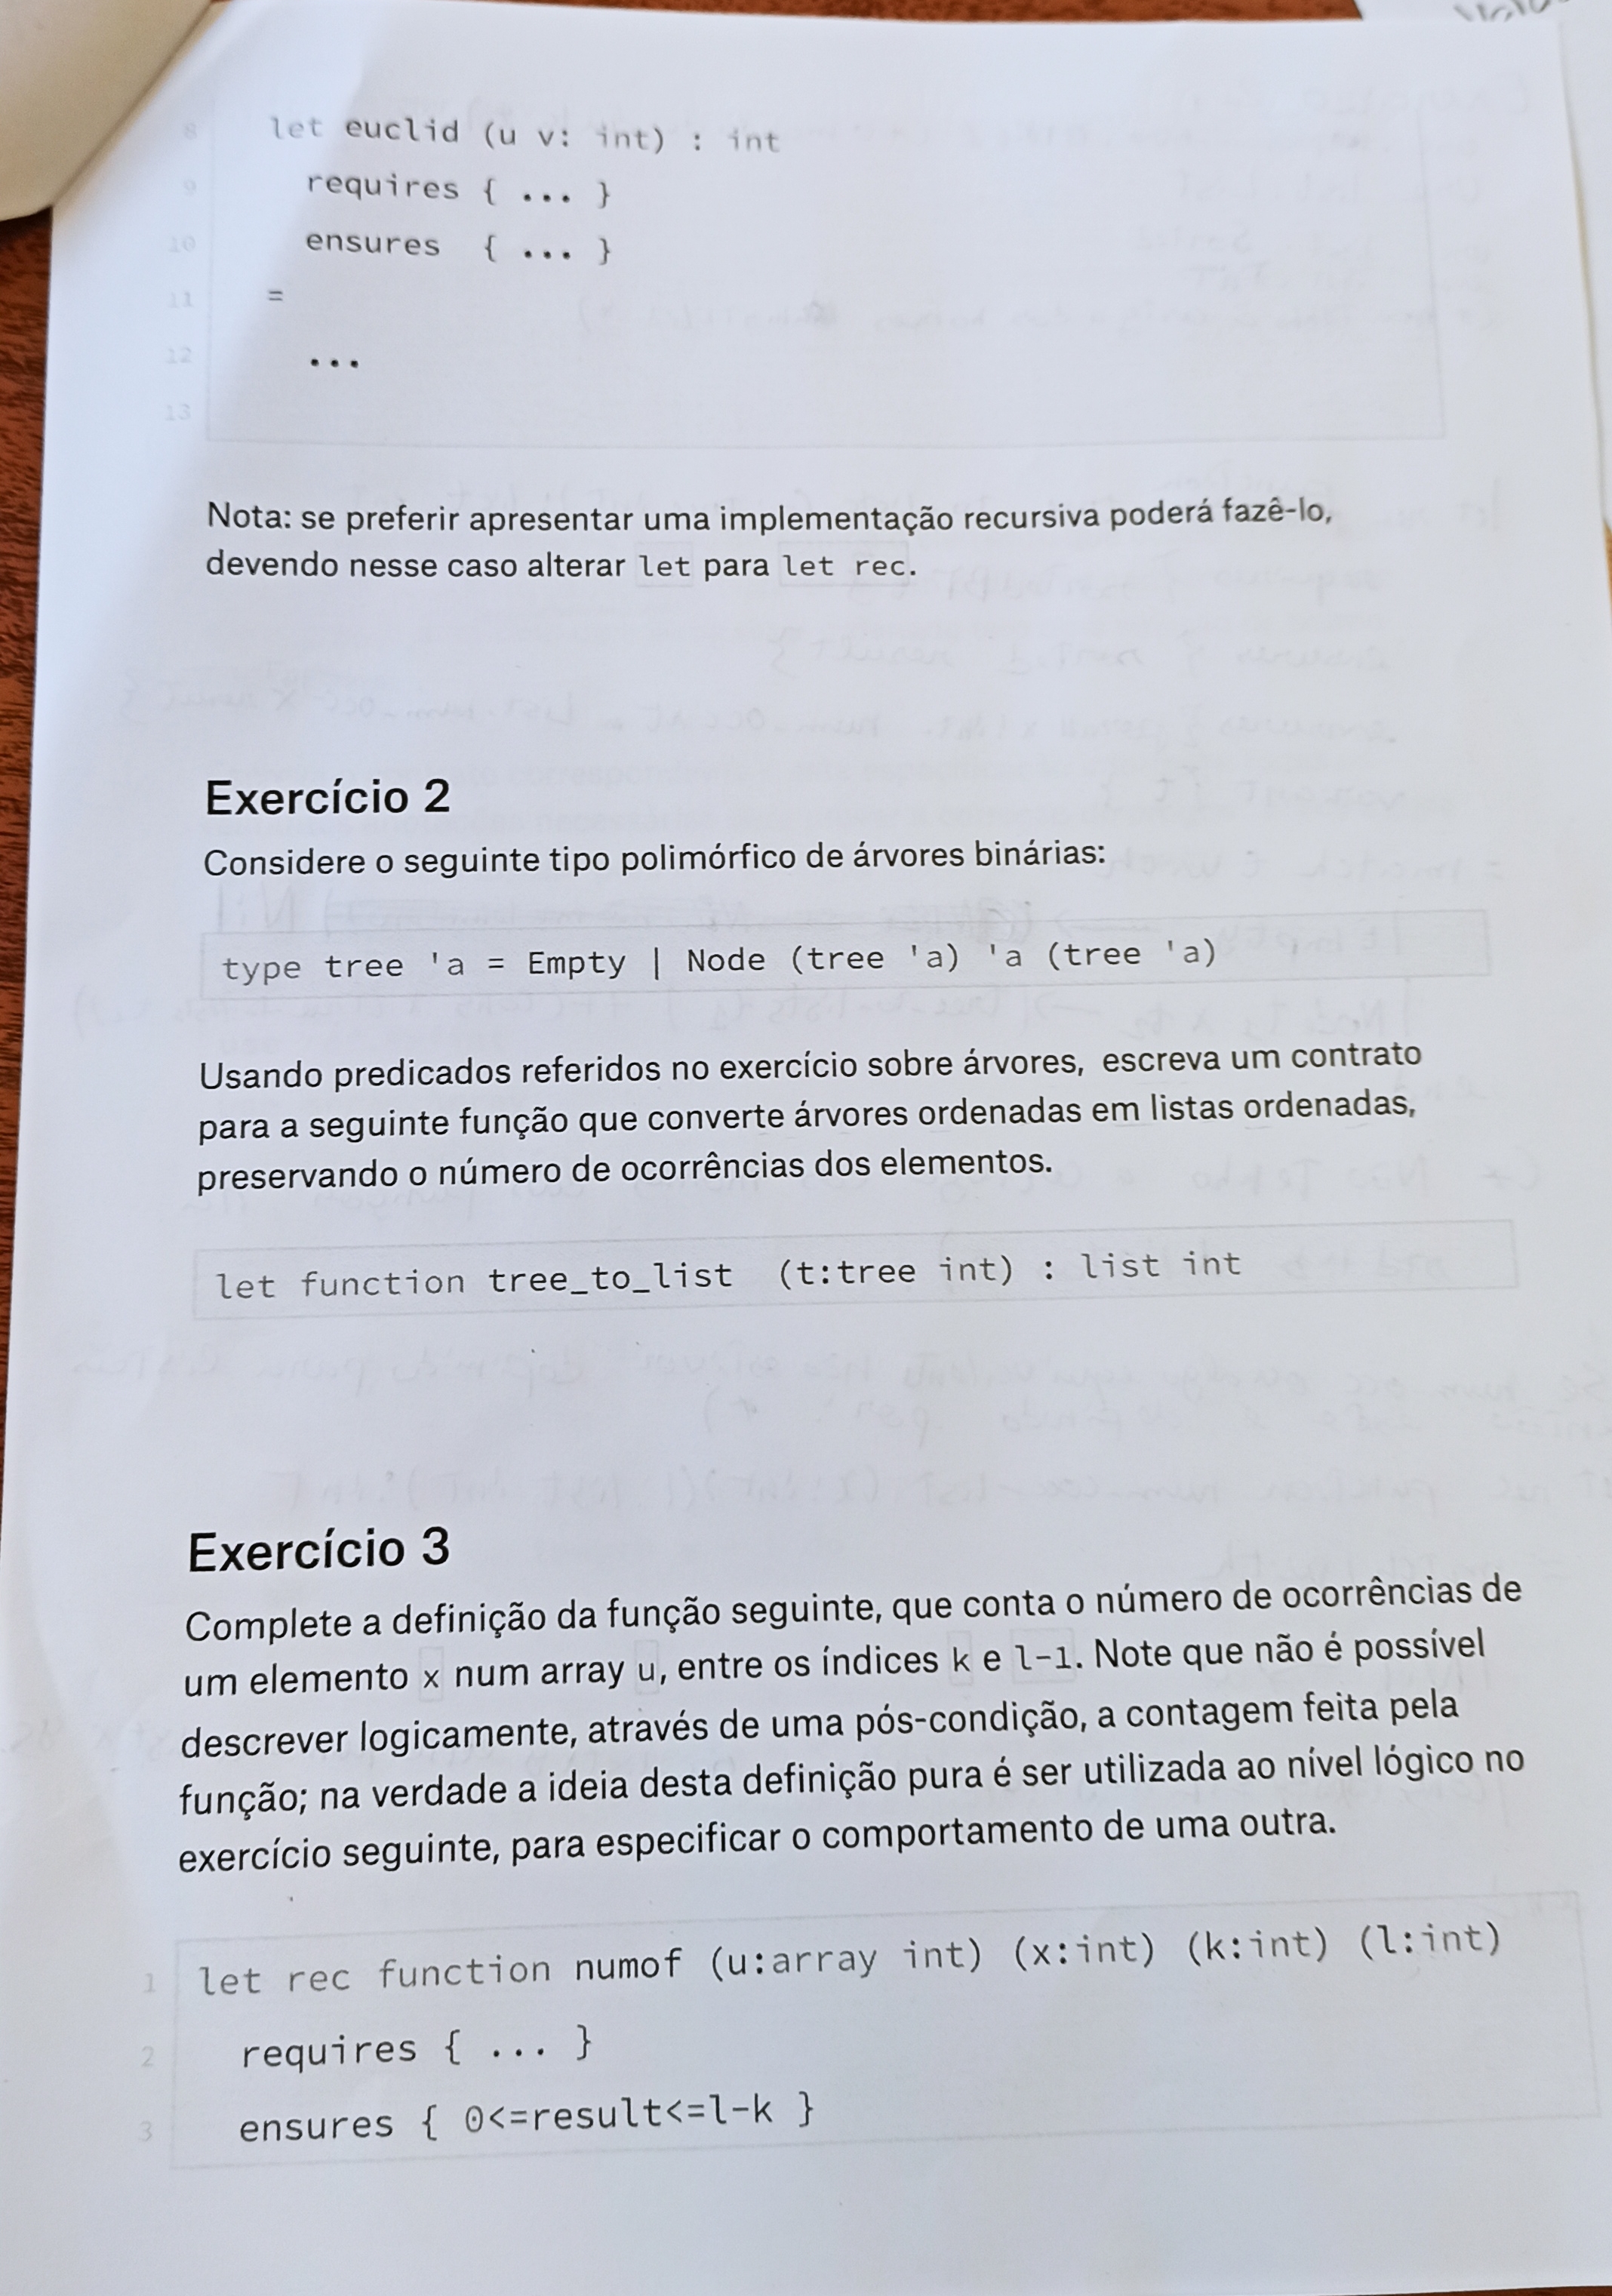 8 let euclid (u v: int) : int
9 requires { ... }
10 ensures { ... }
11 =
12 ...
13
Nota: se preferir apresentar uma implementação recursiva poderá fazê-lo,
devendo nesse caso alterar let para let rec.
Exercício 2
Considere o seguinte tipo polimórfico de árvores binárias:
type tree 'a = Empty | Node (tree 'a) 'a (tree 'a)
Usando predicados referidos no exercício sobre árvores, escreva um contrato
para a seguinte função que converte árvores ordenadas em listas ordenadas,
preservando o número de ocorrências dos elementos.
let function tree_to_list (t:tree int) : list int
Exercício 3
Complete a definição da função seguinte, que conta o número de ocorrências de
um elemento x num array u, entre os índices k e l-1. Note que não é possível
descrever logicamente, através de uma pós-condição, a contagem feita pela
função; na verdade a ideia desta definição pura é ser utilizada ao nível lógico no
exercício seguinte, para especificar o comportamento de uma outra.
1 let rec function numof (u:array int) (x:int) (k:int) (l:int)
2 requires { ... }
3 ensures { 0<=result<=l-k }